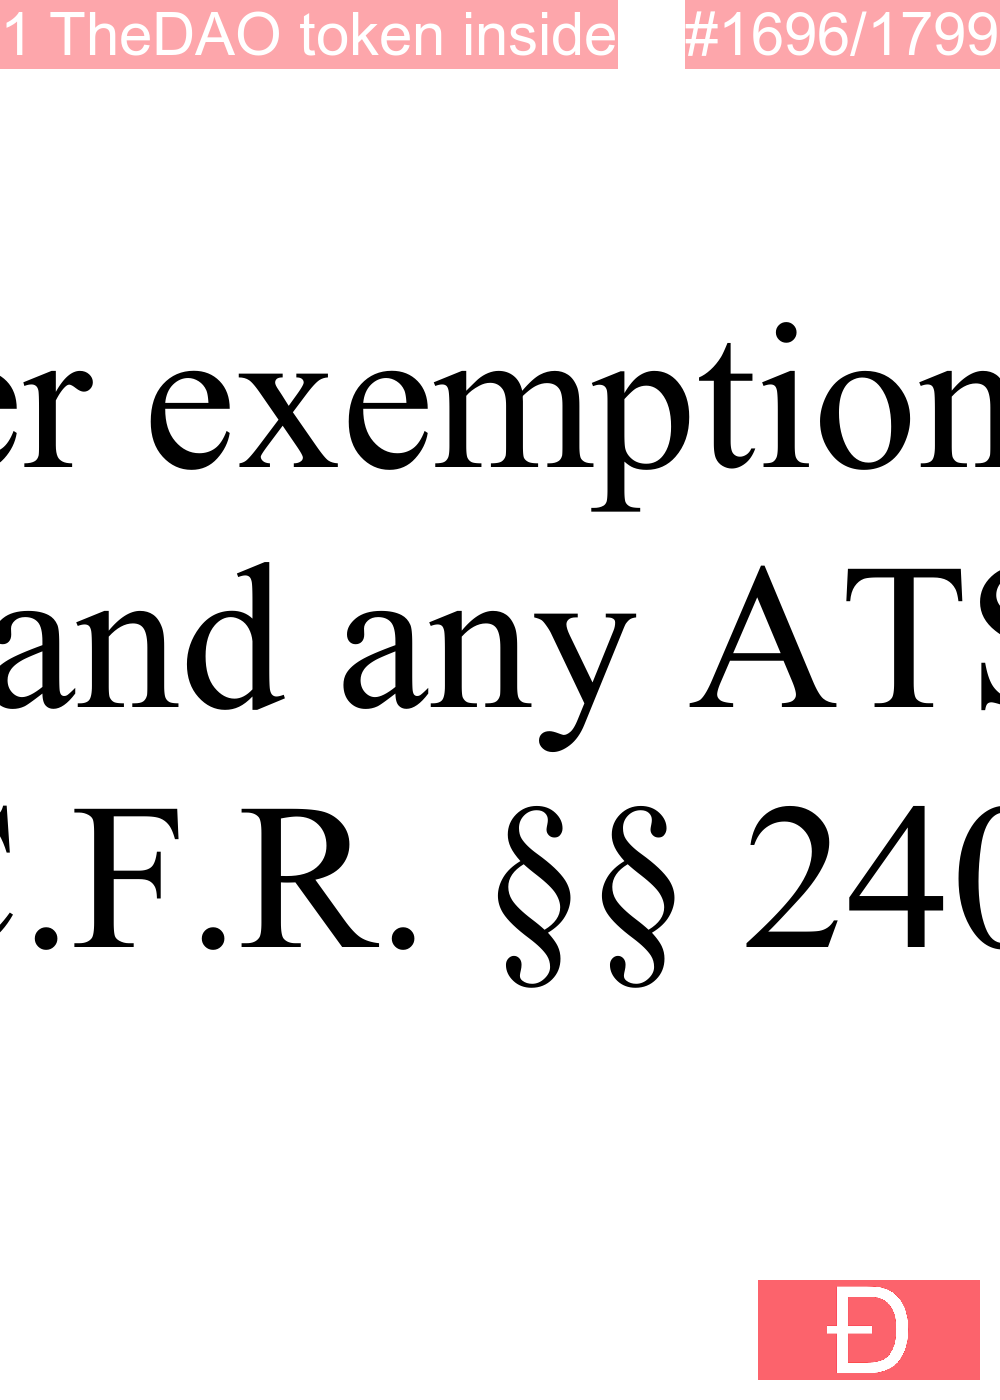 1 TheDAO token inside #1696/1799
er exemption
and any ATS
C.F.R. §§ 240
Đ